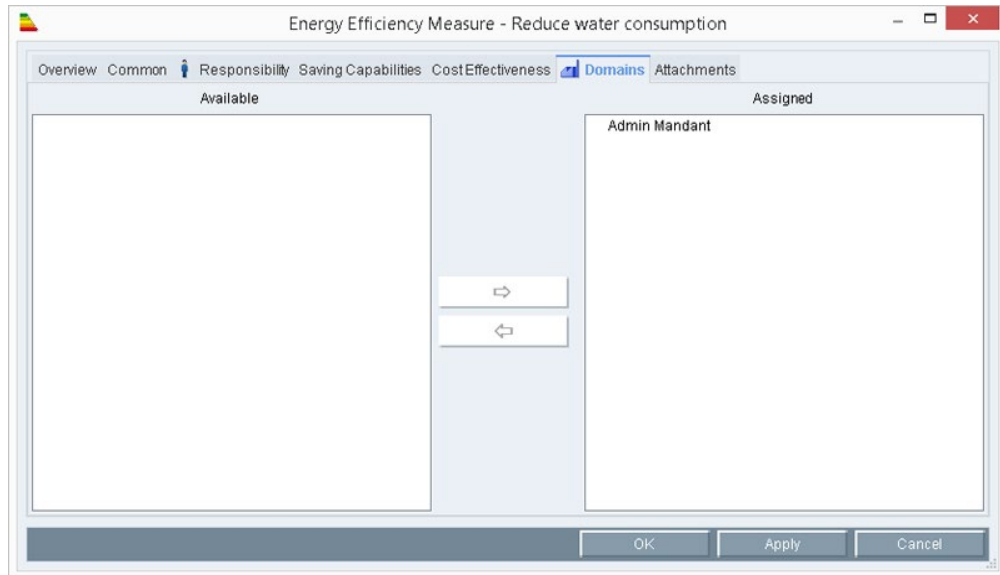 Energy Efficiency Measure - Reduce water consumption
Overview Common Responsibility Saving Capabilities Cost Effectiveness Domains Attachments
Available Assigned
Admin Mandant
OK Apply Cancel